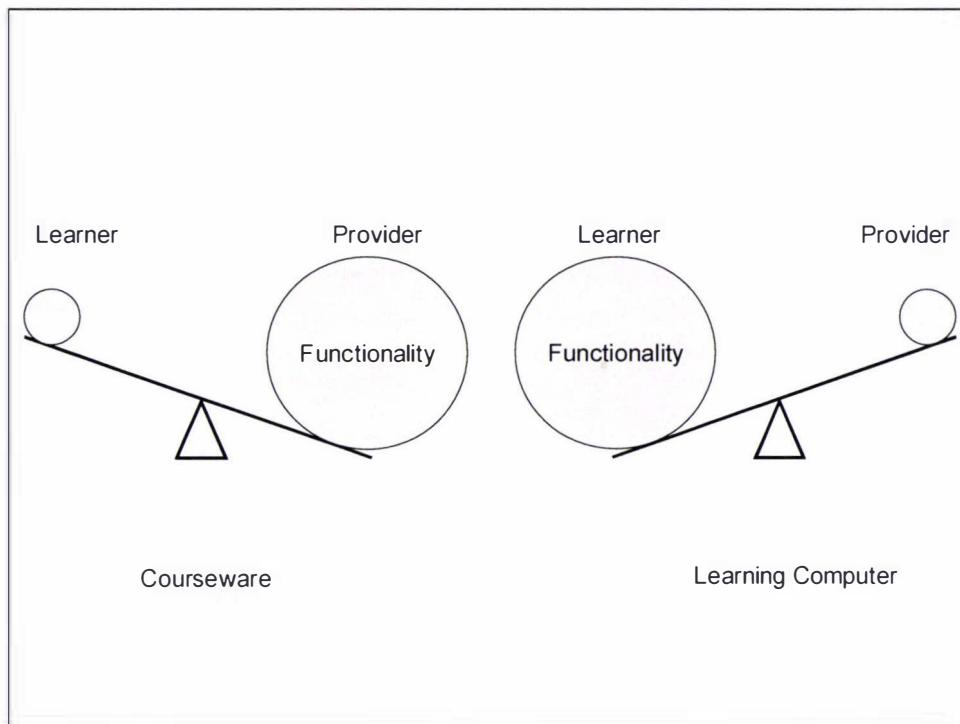 Learner Provider Learner Provider
Functionality Functionality
Courseware Learning Computer